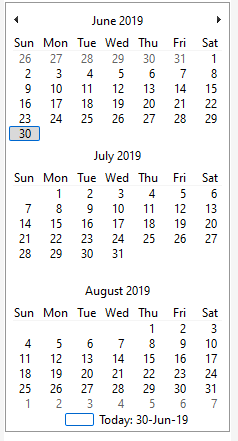 June 2019
Sun Mon Tue Wed Thu Fri Sat
26 27 28 29 30 31 1
2 3 4 5 6 7 8
9 10 11 12 13 14 15
16 17 18 19 20 21 22
23 24 25 26 27 28 29
30
July 2019
Sun Mon Tue Wed Thu Fri Sat
1 2 3 4 5 6
7 8 9 10 11 12 13
14 15 16 17 18 19 20
21 22 23 24 25 26 27
28 29 30 31
August 2019
Sun Mon Tue Wed Thu Fri Sat
1 2 3
4 5 6 7 8 9 10
11 12 13 14 15 16 17
18 19 20 21 22 23 24
25 26 27 28 29 30 31
1 2 3 4 5 6 7
Today: 30-Jun-19